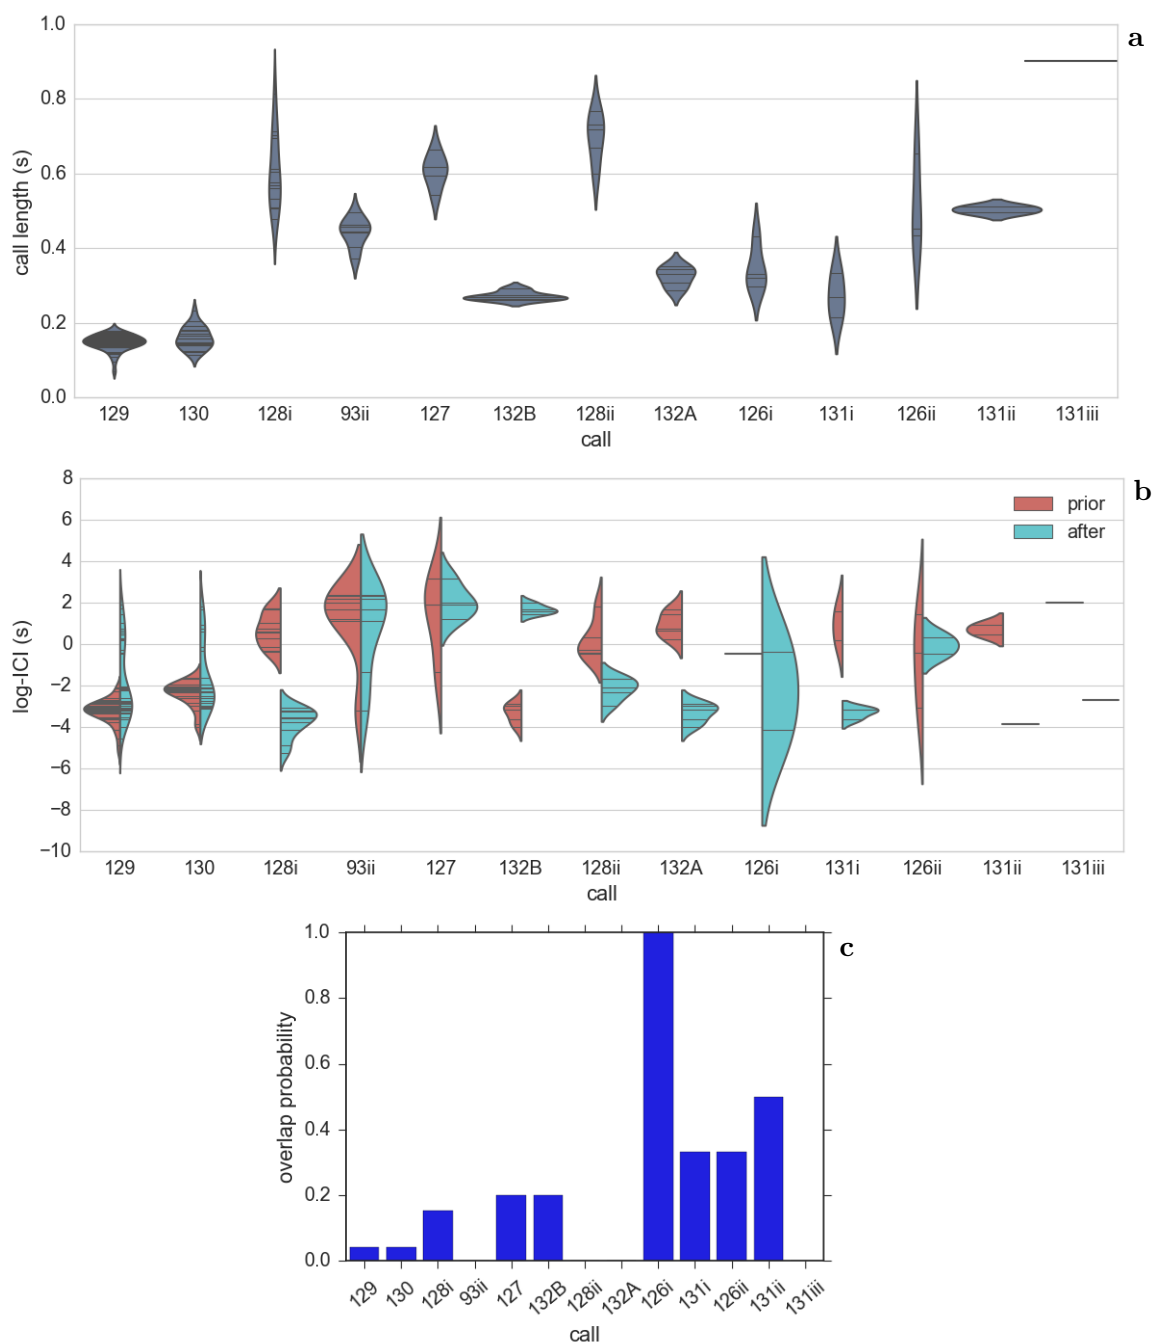 1.0
a
0.8
0.6
0.4
0.2
0.0
call length (s)
129 130 128i 93ii 127 132B 128ii 132A 126i 131i 126ii 131ii 131iii
call
8
b
6
4
2
0
−2
−4
−6
−8
−10
log-ICI (s)
prior
after
129 130 128i 93ii 127 132B 128ii 132A 126i 131i 126ii 131ii 131iii
call
1.0
c
0.8
0.6
0.4
0.2
0.0
overlap probability
129 130 128i 93ii 127 132B 128ii 132A 126i 131i 126ii 131ii 131iii
call